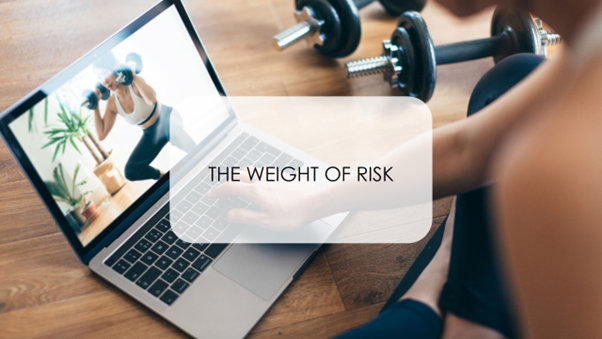 THE WEIGHT OF RISK